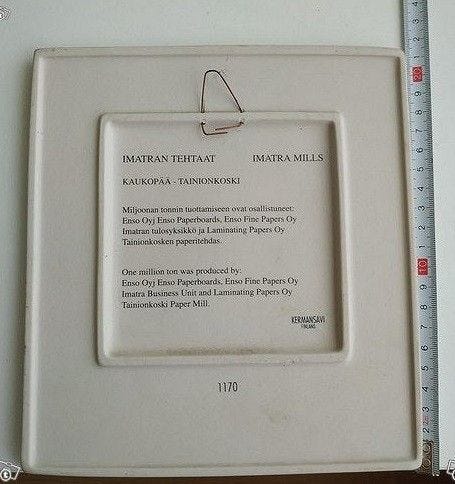 IMATRAN TEHTAAT IMATRA MILLS
KAUKOPÄÄ - TAINIONKOSKI
Miljoonan tonnin tuottamiseen ovat osallistuneet:
Enso Oyj Enso Paperboards, Enso Fine Papers Oy
Imatran tulosyksikkö ja Laminating Papers Oy
Tainionkosken paperitehdas.
One million ton was produced by:
Enso Oyj Enso Paperboards, Enso Fine Papers Oy
Imatra Business Unit and Laminating Papers Oy
Tainionkoski Paper Mill.
KERMANSAVI
FINLAND
1170